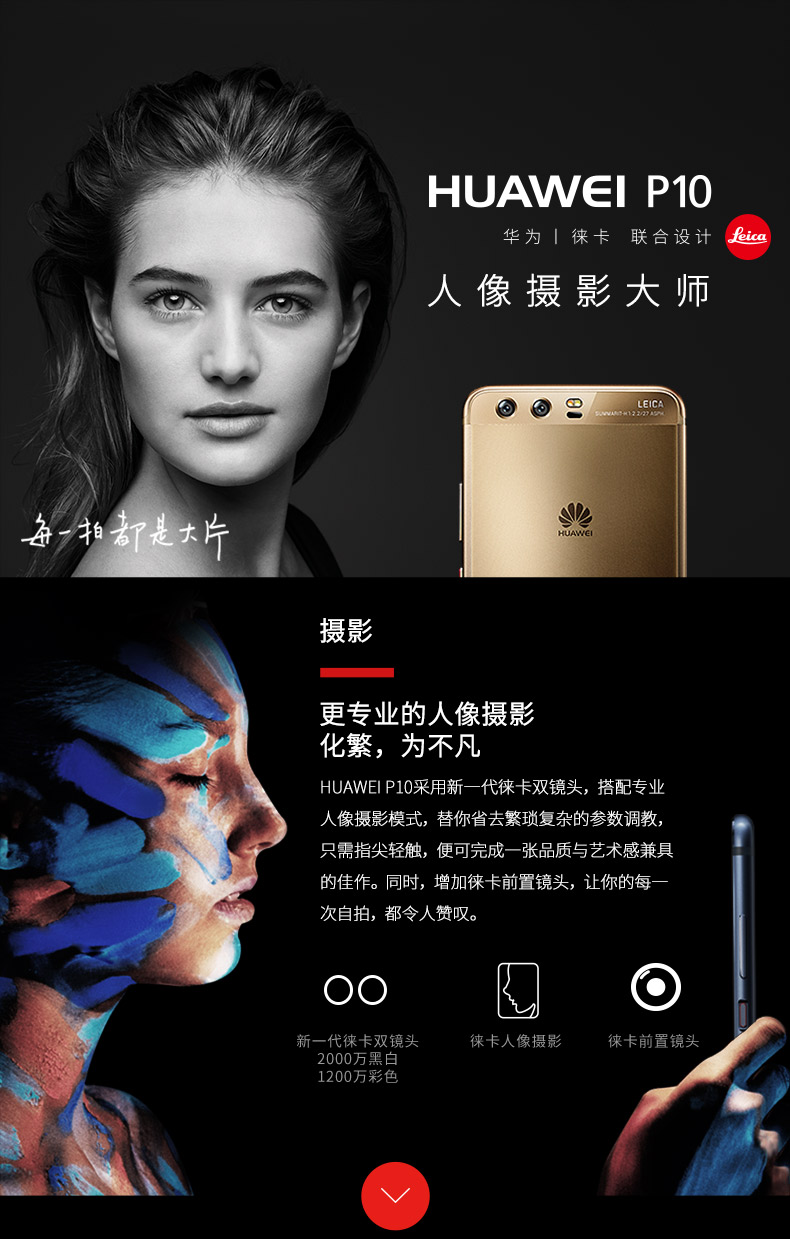 HUAWEI P10
华为 | 徕卡 联合设计
Leica
人像摄影大师
LEICA
SUMMARIT-H 1:2.2/27 ASPH.
HUAWEI
每一拍都是大片
摄影
更专业的人像摄影
化繁，为不凡
HUAWEI P10采用新一代徕卡双镜头，搭配专业
人像摄影模式，替你省去繁琐复杂的参数调教，
只需指尖轻触，便可完成一张品质与艺术感兼具
的佳作。同时，增加徕卡前置镜头，让你的每一
次自拍，都令人赞叹。
新一代徕卡双镜头
2000万黑白
1200万彩色
徕卡人像摄影
徕卡前置镜头